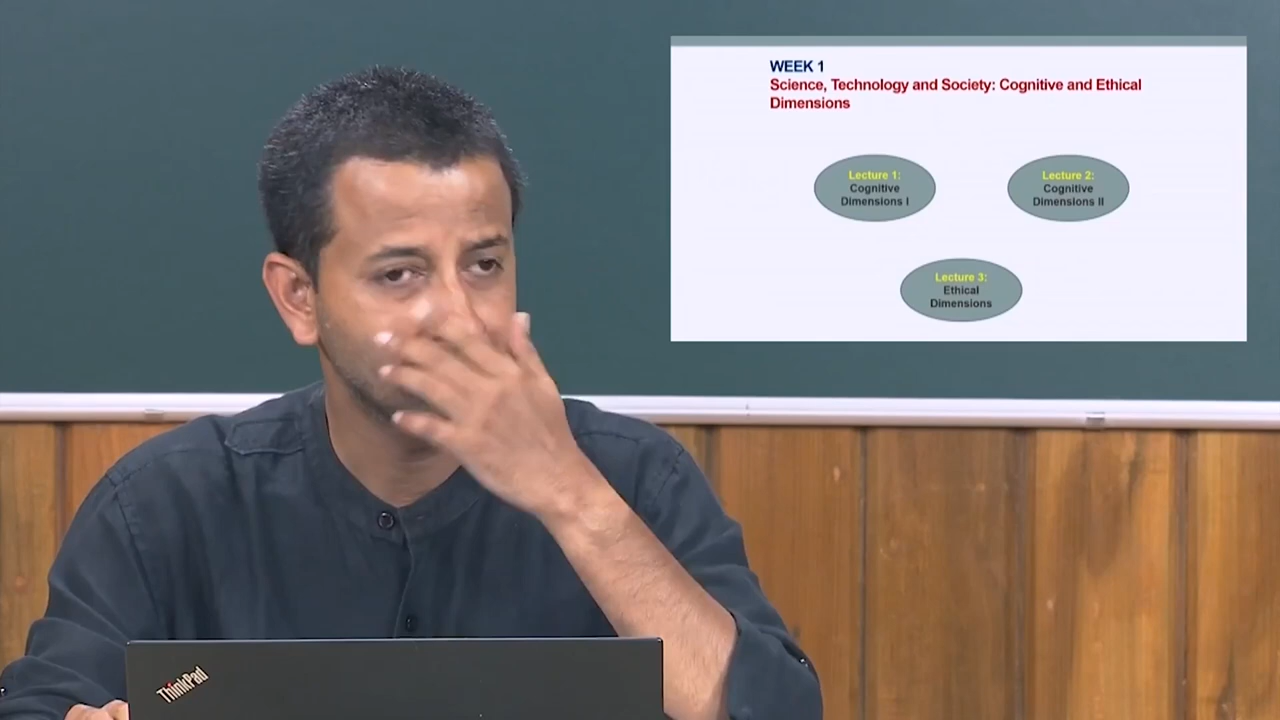 WEEK 1
Science, Technology and Society: Cognitive and Ethical
Dimensions
Lecture 1:
Cognitive
Dimensions I
Lecture 2:
Cognitive
Dimensions II
Lecture 3:
Ethical
Dimensions
ThinkPad